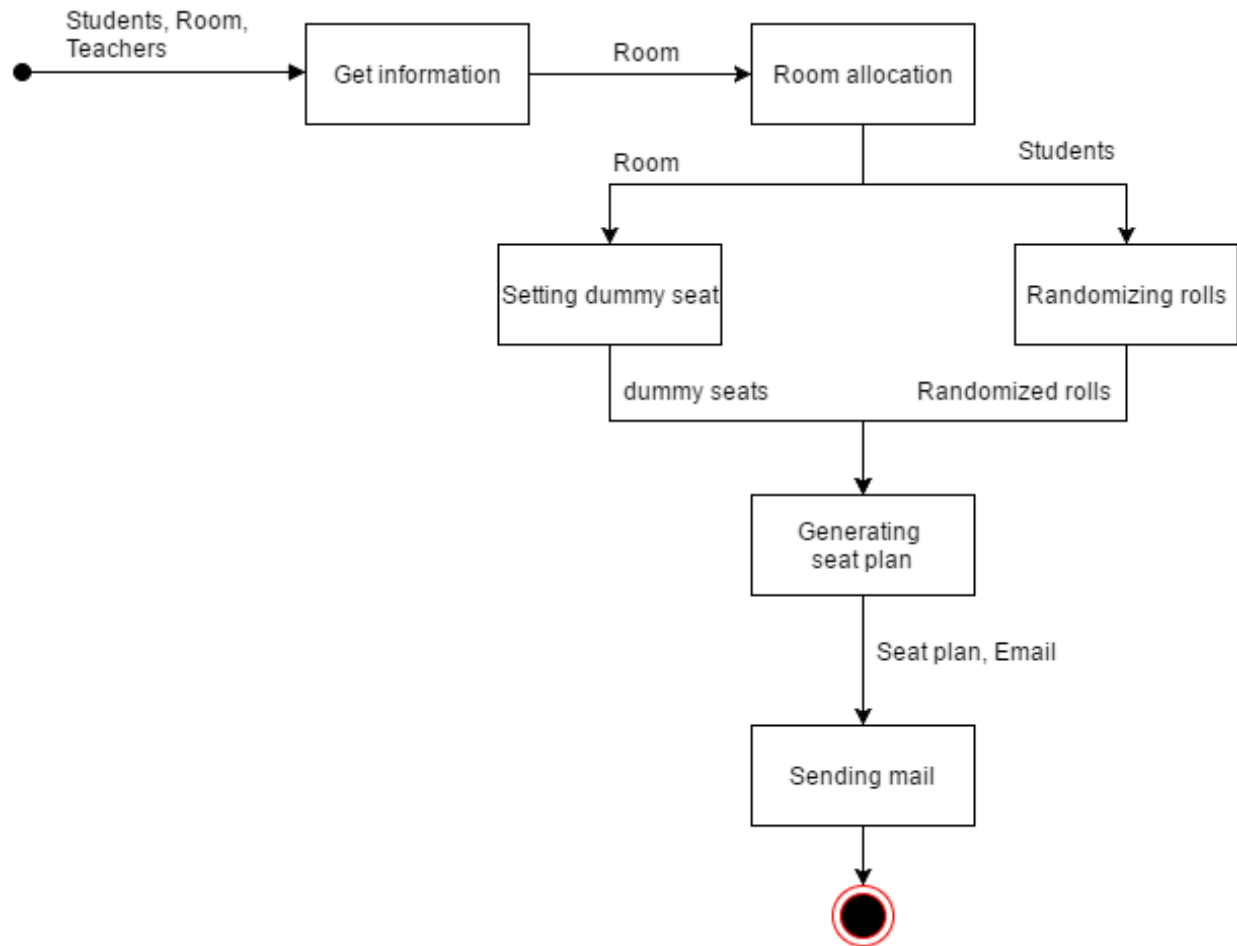 Students, Room,
Teachers
Get information
Room
Room allocation
Room
Students
Setting dummy seat
Randomizing rolls
dummy seats
Randomized rolls
Generating
seat plan
Seat plan, Email
Sending mail